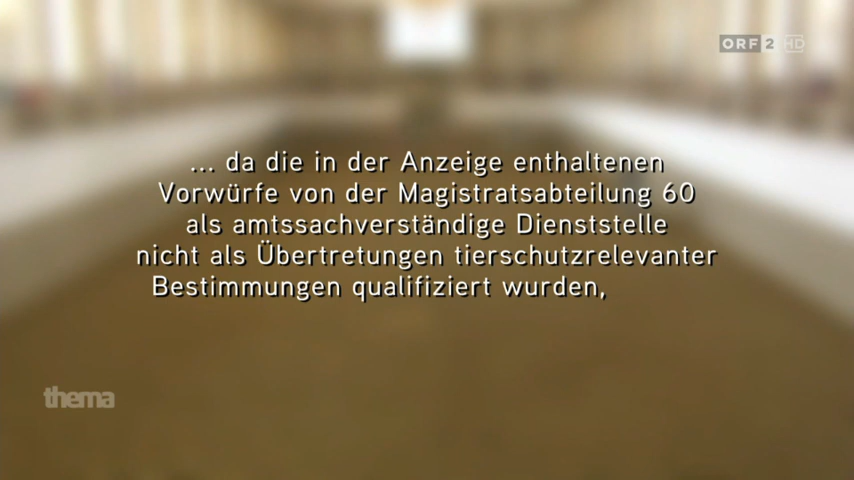 ORF 2 HD
... da die in der Anzeige enthaltenen
Vorwürfe von der Magistratsabteilung 60
als amtssachverständige Dienststelle
nicht als Übertretungen tierschutzrelevanter
Bestimmungen qualifiziert wurden,
thema